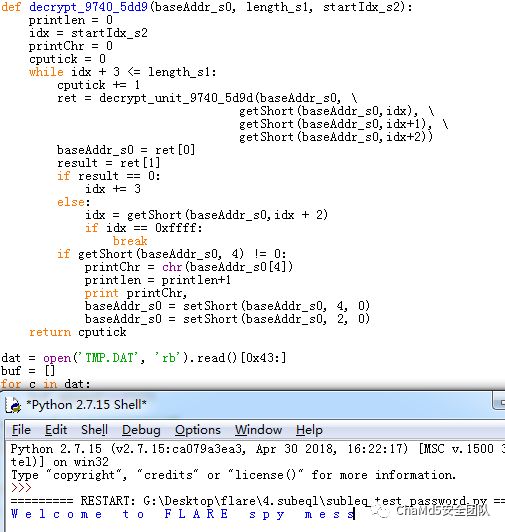 def decrypt_9740_5dd9(baseAddr_s0, length_s1, startIdx_s2):
    printlen = 0
    idx = startIdx_s2
    printChr = 0
    cputick = 0
    while idx + 3 <= length_s1:
        cputick += 1
        ret = decrypt_unit_9740_5d9d(baseAddr_s0, \
                                     getShort(baseAddr_s0,idx), \
                                     getShort(baseAddr_s0,idx+1), \
                                     getShort(baseAddr_s0,idx+2))
        baseAddr_s0 = ret[0]
        result = ret[1]
        if result == 0:
            idx += 3
        else:
            idx = getShort(baseAddr_s0,idx + 2)
            if idx == 0xffff:
                break
        if getShort(baseAddr_s0, 4) != 0:
            printChr = chr(baseAddr_s0[4])
            printlen = printlen+1
            print printChr,
            baseAddr_s0 = setShort(baseAddr_s0, 4, 0)
            baseAddr_s0 = setShort(baseAddr_s0, 2, 0)
    return cputick
dat = open('TMP.DAT', 'rb').read()[0x43:]
buf = []
for c in dat:
*Python 2.7.15 Shell*
File Edit Shell Debug Options Window Help
Python 2.7.15 (v2.7.15:ca079a3ea3, Apr 30 2018, 16:22:17) [MSC v.1500 3
tel)] on win32
Type "copyright", "credits" or "license()" for more information.
>>>
========= RESTART: G:\Desktop\flare\4.subeql\subleq_test_password.py ==
W e l c o m e   t o   F L A R E   s p y   m e s s
ChaMd5安全团队